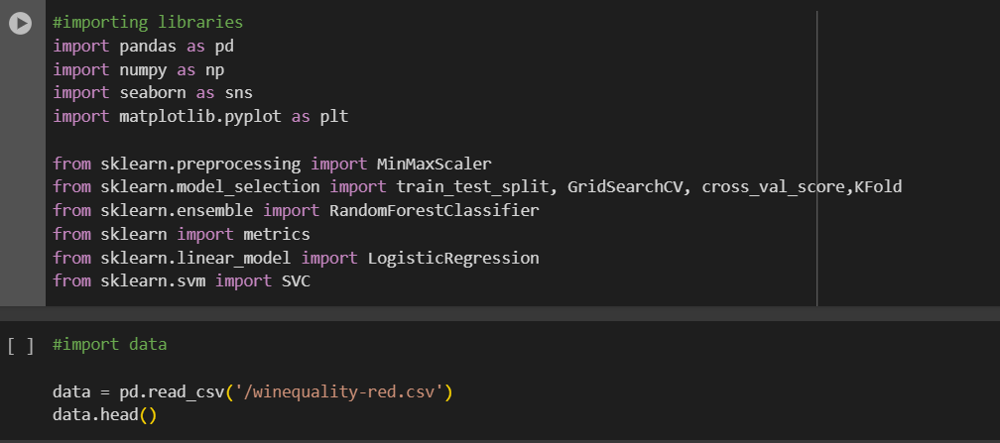 #importing libraries
import pandas as pd
import numpy as np
import seaborn as sns
import matplotlib.pyplot as plt
from sklearn.preprocessing import MinMaxScaler
from sklearn.model_selection import train_test_split, GridSearchCV, cross_val_score,KFold
from sklearn.ensemble import RandomForestClassifier
from sklearn import metrics
from sklearn.linear_model import LogisticRegression
from sklearn.svm import SVC
[ ] #import data
data = pd.read_csv('/winequality-red.csv')
data.head()